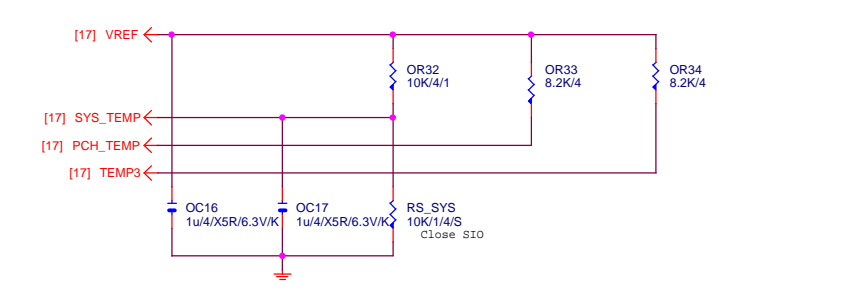 [17] VREF
OR32
10K/4/1
OR33
8.2K/4
OR34
8.2K/4
[17] SYS_TEMP
[17] PCH_TEMP
[17] TEMP3
OC16
1u/4/X5R/6.3V/K
OC17
1u/4/X5R/6.3V/K
RS_SYS
10K/1/4/S
Close SIO